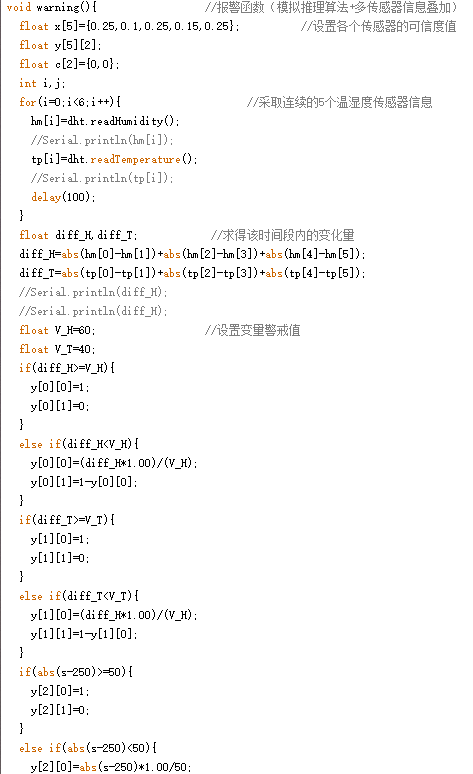 void warning(){ //报警函数（模拟推理算法+多传感器信息叠加）
float x[5]={0.25,0.1,0.25,0.15,0.25}; //设置各个传感器的可信度值
float y[5][2];
float c[2]={0,0};
int i,j;
for(i=0;i<6;i++){ //采取连续的5个温湿度传感器信息
hm[i]=dht.readHumidity();
//Serial.println(hm[i]);
tp[i]=dht.readTemperature();
//Serial.println(tp[i]);
delay(100);
}
float diff_H,diff_T; //求得该时间段内的变化量
diff_H=abs(hm[0]-hm[1])+abs(hm[2]-hm[3])+abs(hm[4]-hm[5]);
diff_T=abs(tp[0]-tp[1])+abs(tp[2]-tp[3])+abs(tp[4]-tp[5]);
//Serial.println(diff_H);
//Serial.println(diff_H);
float V_H=60; //设置变量警戒值
float V_T=40;
if(diff_H>=V_H){
y[0][0]=1;
y[0][1]=0;
}
else if(diff_H<V_H){
y[0][0]=(diff_H*1.00)/(V_H);
y[0][1]=1-y[0][0];
}
if(diff_T>=V_T){
y[1][0]=1;
y[1][1]=0;
}
else if(diff_T<V_T){
y[1][0]=(diff_H*1.00)/(V_H);
y[1][1]=1-y[1][0];
}
if(abs(s-250)>=50){
y[2][0]=1;
y[2][1]=0;
}
else if(abs(s-250)<50){
y[2][0]=abs(s-250)*1.00/50;